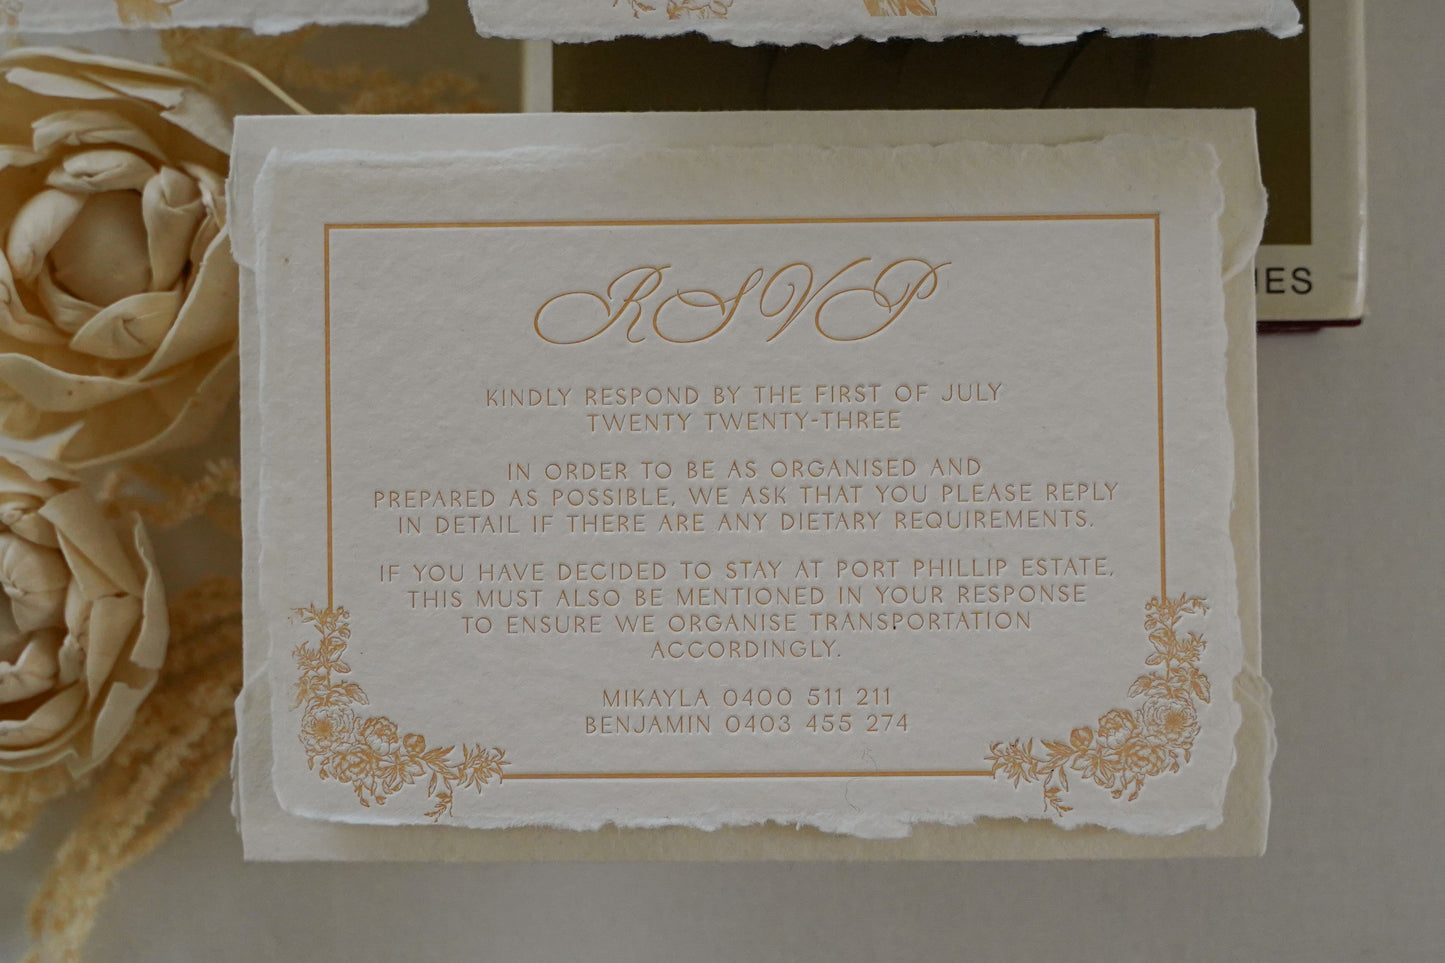 RSVP
KINDLY RESPOND BY THE FIRST OF JULY
TWENTY TWENTY-THREE
IN ORDER TO BE AS ORGANISED AND
PREPARED AS POSSIBLE, WE ASK THAT YOU PLEASE REPLY
IN DETAIL IF THERE ARE ANY DIETARY REQUIREMENTS.
IF YOU HAVE DECIDED TO STAY AT PORT PHILLIP ESTATE,
THIS MUST ALSO BE MENTIONED IN YOUR RESPONSE
TO ENSURE WE ORGANISE TRANSPORTATION
ACCORDINGLY.
MIKAYLA 0400 511 211
BENJAMIN 0403 455 274